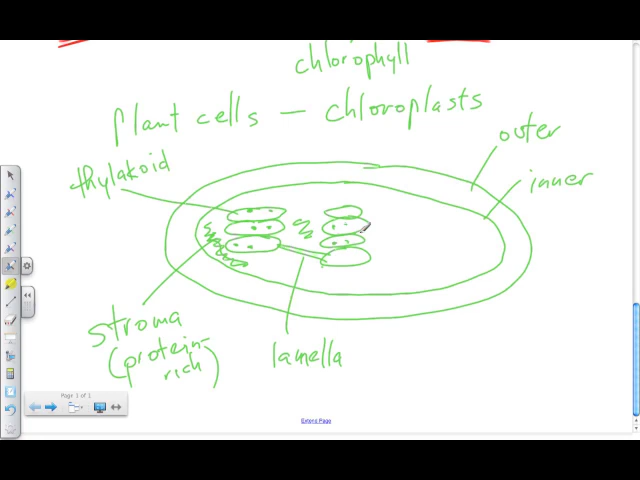 chlorophyll
Plant cells – chloroplasts
outer
thylakoid
inner
stroma
(protein-
rich)
lamella
Page 1 of 1
Extend Page